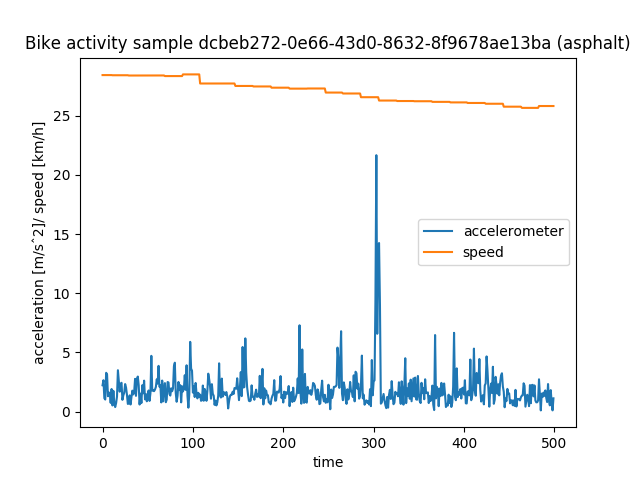 Bike activity sample dcbeb272-0e66-43d0-8632-8f9678ae13ba (asphalt)
25
20
15
10
5
0
acceleration [m/s^2]/ speed [km/h]
accelerometer
speed
0 100 200 300 400 500
time